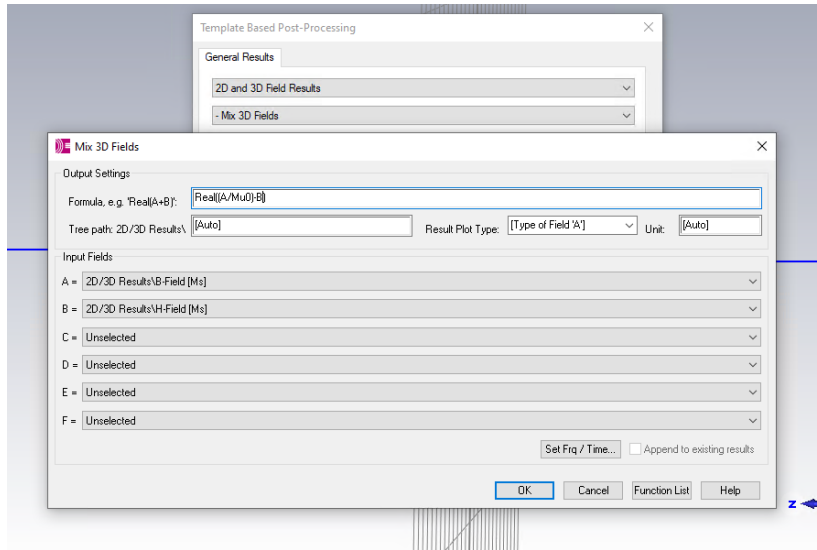 Template Based Post-Processing
General Results
2D and 3D Field Results
- Mix 3D Fields
Mix 3D Fields
Output Settings
Formula, e.g. 'Real(A+B)':
Real((A/Mu0)-B)
Tree path: 2D/3D Results\
[Auto]
Result Plot Type:
[Type of Field 'A']
Unit:
[Auto]
Input Fields
A = 2D/3D Results\B-Field [Ms]
B = 2D/3D Results\H-Field [Ms]
C = Unselected
D = Unselected
E = Unselected
F = Unselected
Set Frq / Time...
Append to existing results
OK
Cancel
Function List
Help
z